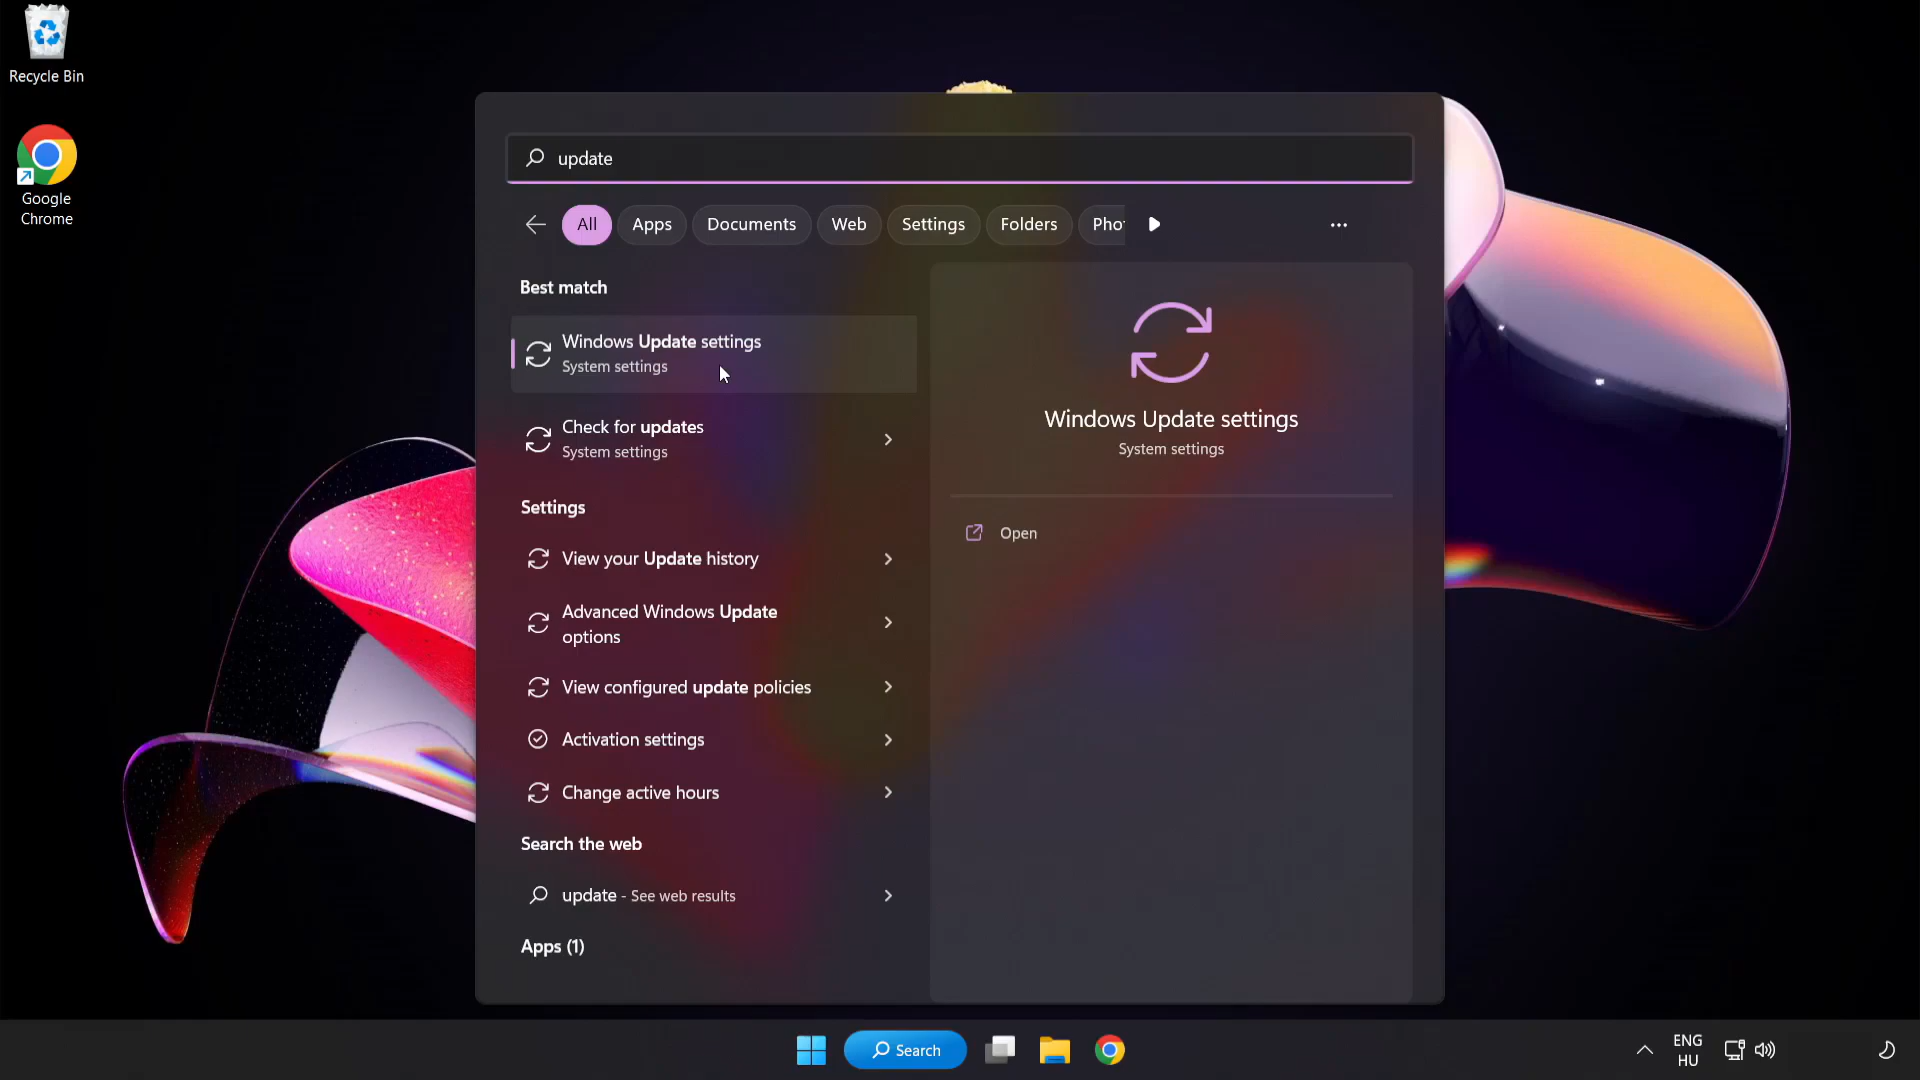 Recycle Bin
Google
Chrome
update
All
Apps
Documents
Web
Settings
Folders
Pho
Best match
Windows Update settings
System settings
Check for updates
System settings
Settings
View your Update history
Advanced Windows Update
options
View configured update policies
Activation settings
Change active hours
Search the web
update - See web results
Apps (1)
Windows Update settings
System settings
Open
Search
ENG
HU